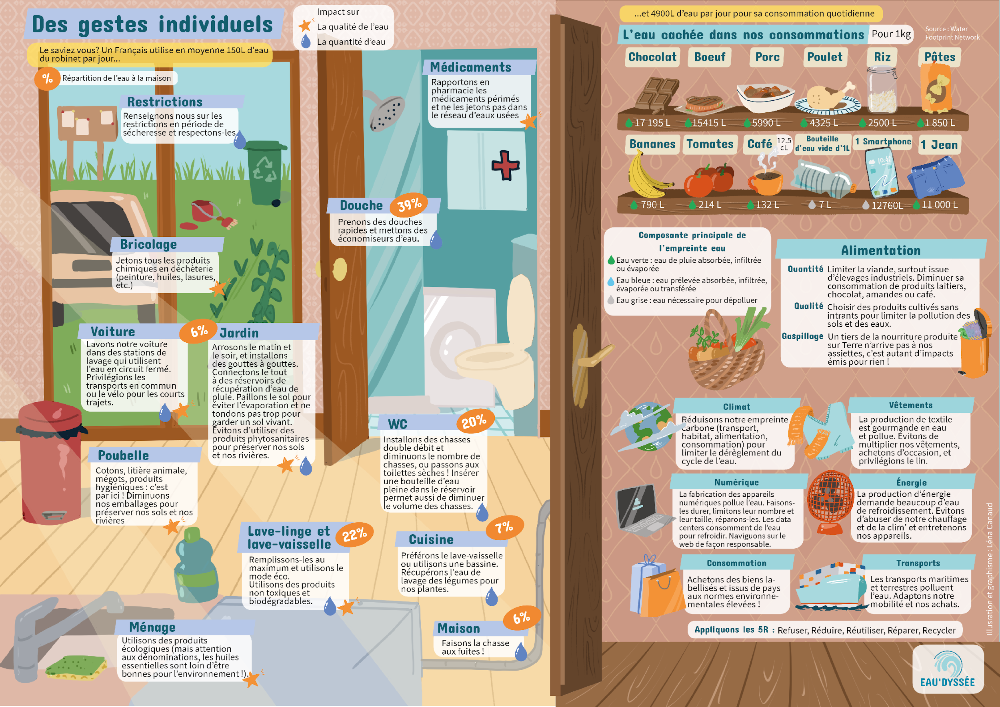 Des gestes individuels
Impact sur
La qualité de l'eau
La quantité d'eau
Le saviez vous? Un Français utilise en moyenne 150L d'eau
du robinet par jour...
% Répartition de l'eau à la maison
Restrictions
Renseignons nous sur les
restrictions en période de
sécheresse et respectons-les
Médicaments
Rapportons en
pharmacie les
médicaments périmés
et ne les jetons pas dans
le réseau d'eaux usées
Douche 39%
Prenons des douches
rapides et mettons des
économiseurs d'eau.
Bricolage
Jetons tous les produits
chimiques en déchèterie
(peinture, huiles, lasures,
etc.)
Voiture
Lavons notre voiture
dans des stations de
lavage qui utilisent
l'eau en circuit fermé.
Privilégions les
transports en commun
ou le vélo pour les courts
trajets.
6% Jardin
Arrosons le matin et
le soir, et installons
des gouttes à gouttes.
Connectons le tout
à des réservoirs de
récupération d'eau de
pluie. Paillons le sol pour
éviter l'évaporation et ne
tondons pas trop pour
garder un sol vivant.
Évitons d'utiliser des
produits phytosanitaires
pour préserver nos sols
et nos rivières.
WC 20%
Installons des chasses
double débit et
diminuons le nombre de
chasses, ou passons aux
toilettes sèches ! Insérer
une bouteille d'eau
pleine dans le réservoir
permet aussi de diminuer
le volume des chasses.
Poubelle
Cotons, litière animale,
mégots, produits
hygiéniques : c'est
par ici ! Diminuons
nos emballages pour
préserver nos sols et nos
rivières
Lave-linge et
lave-vaisselle 22%
Remplissons-les au
maximum et utilisons le
mode éco.
Utilisons des produits
non toxiques et
biodégradables.
Cuisine 7%
Préférons le lave-vaisselle
ou utilisons une bassine.
Récupérons l'eau de
lavage des légumes pour
nos plantes.
Maison 6%
Faisons la chasse
aux fuites !
Ménage
Utilisons des produits
écologiques (mais attention
aux dénominations, les huiles
essentielles sont loin d'être
bonnes pour l'environnement !).
...et 4900L d'eau par jour pour sa consommation quotidienne
L'eau cachée dans nos consommations Pour 1kg
Source : Water
Footprint Network
Chocolat Boeuf Porc Poulet Riz Pâtes
17 195 L 15415 L 5990 L 4325 L 2500 L 1 850 L
Bananes Tomates Café 12.5 cL Bouteille d'eau vide d'1L 1 Smartphone 1 Jean
10:42
790 L 214 L 132 L 7 L 12760L 11 000 L
Composante principale de
l'empreinte eau
Eau verte : eau de pluie absorbée, infiltrée
ou évaporée
Eau bleue : eau prélevée absorbée, infiltrée,
évaporée ou transférée
Eau grise : eau nécessaire pour dépolluer
Alimentation
Quantité Limiter la viande, surtout issue
d'élevages industriels. Diminuer sa
consommation de produits laitiers,
chocolat, amandes ou café.
Qualité Choisir des produits cultivés sans
intrants pour limiter la pollution des
sols et des eaux.
Gaspillage Un tiers de la nourriture produite
sur Terre n'arrive pas à nos
assiettes, c'est autant d'impacts
émis pour rien !
Climat
Réduisons notre empreinte
carbone (transport,
habitat, alimentation,
consommation) pour
limiter le dérèglement du
cycle de l'eau.
Vêtements
La production de textile
est gourmande en eau
et pollue. Évitons de
multiplier nos vêtements,
achetons d'occasion, et
privilégions le lin.
Numérique
La fabrication des appareils
numériques pollue l'eau. Faisons-
les durer, limitons leur nombre et
leur taille, réparons-les. Les data
centers consomment de l'eau
pour refroidir. Naviguons sur le
web de façon responsable.
Énergie
La production d'énergie
demande beaucoup d'eau
de refroidissement. Evitons
d'abuser de notre chauffage
et de la clim' et entretenons
nos appareils.
Consommation
Achetons des biens la-
bellisés et issus de pays
aux normes environne-
mentales élevées !
Transports
Les transports maritimes
et terrestres polluent
l'eau. Adaptons notre
mobilité et nos achats.
Appliquons les 5R : Refuser, Réduire, Réutiliser, Réparer, Recycler
Illusration et graphisme : Léna Canaud
EAU'DYSSÉE